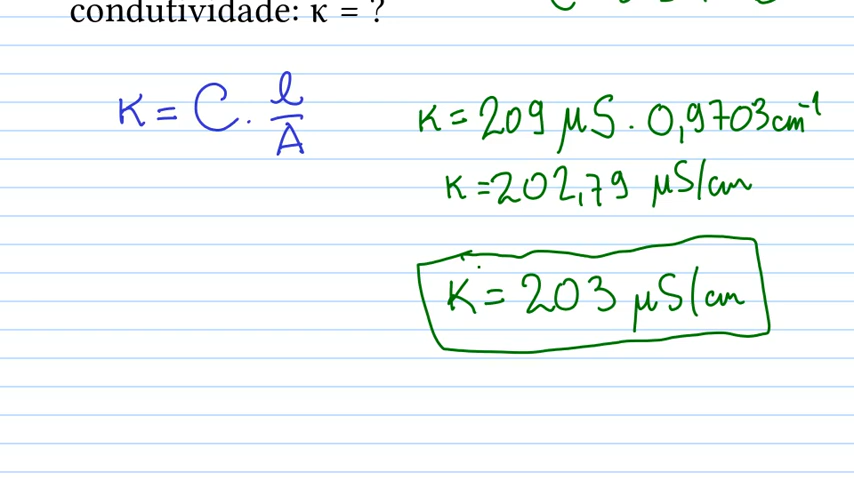 condutividade: κ = ?
K = C . l/A
K = 209 µS . 0,9703 cm⁻¹
K = 202,79 µS/cm
K = 203 µS/cm